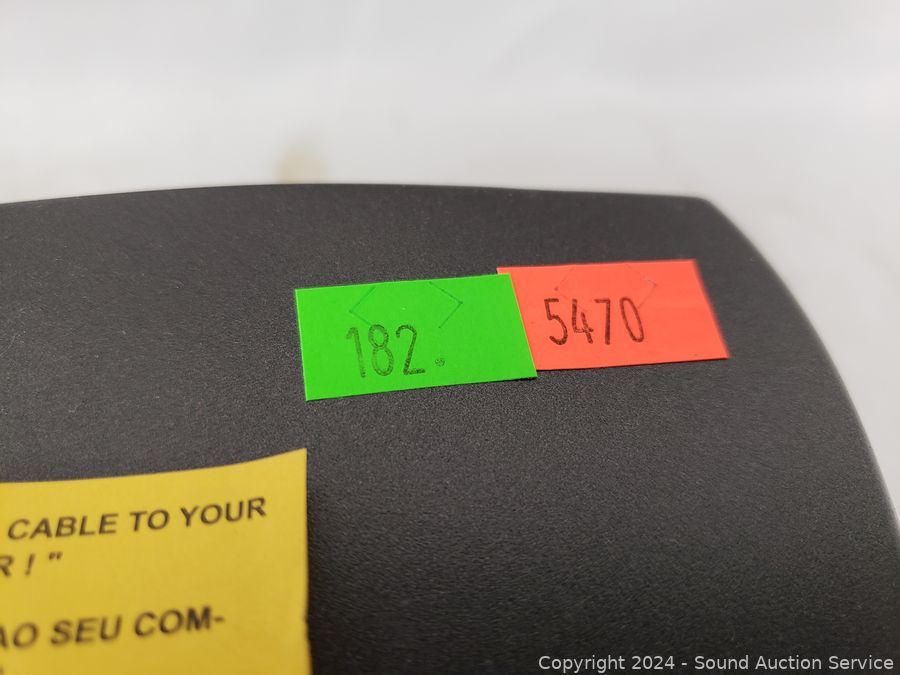 182.
5470
CABLE TO YOUR
R ! "
AO SEU COM-
Copyright 2024 - Sound Auction Service